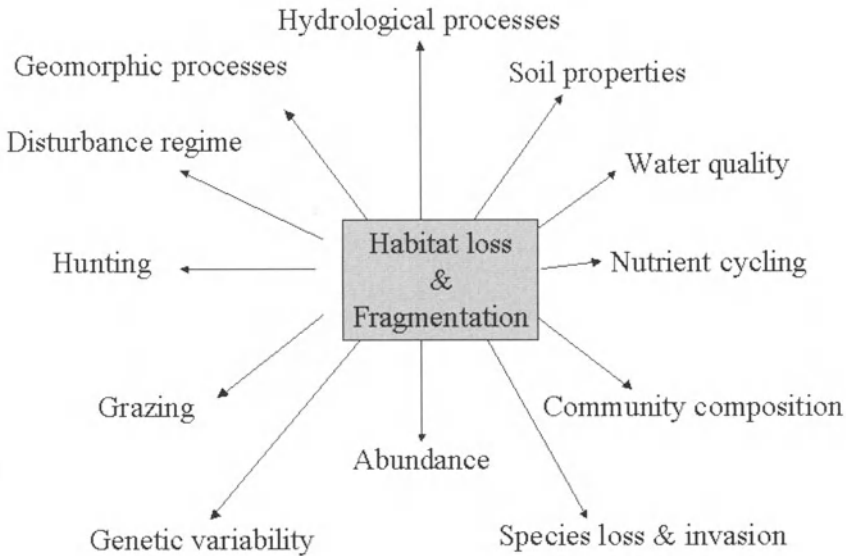 Hydrological processes
Geomorphic processes
Soil properties
Disturbance regime
Water quality
Habitat loss
&
Fragmentation
Hunting
Nutrient cycling
Grazing
Community composition
Abundance
Genetic variability
Species loss & invasion